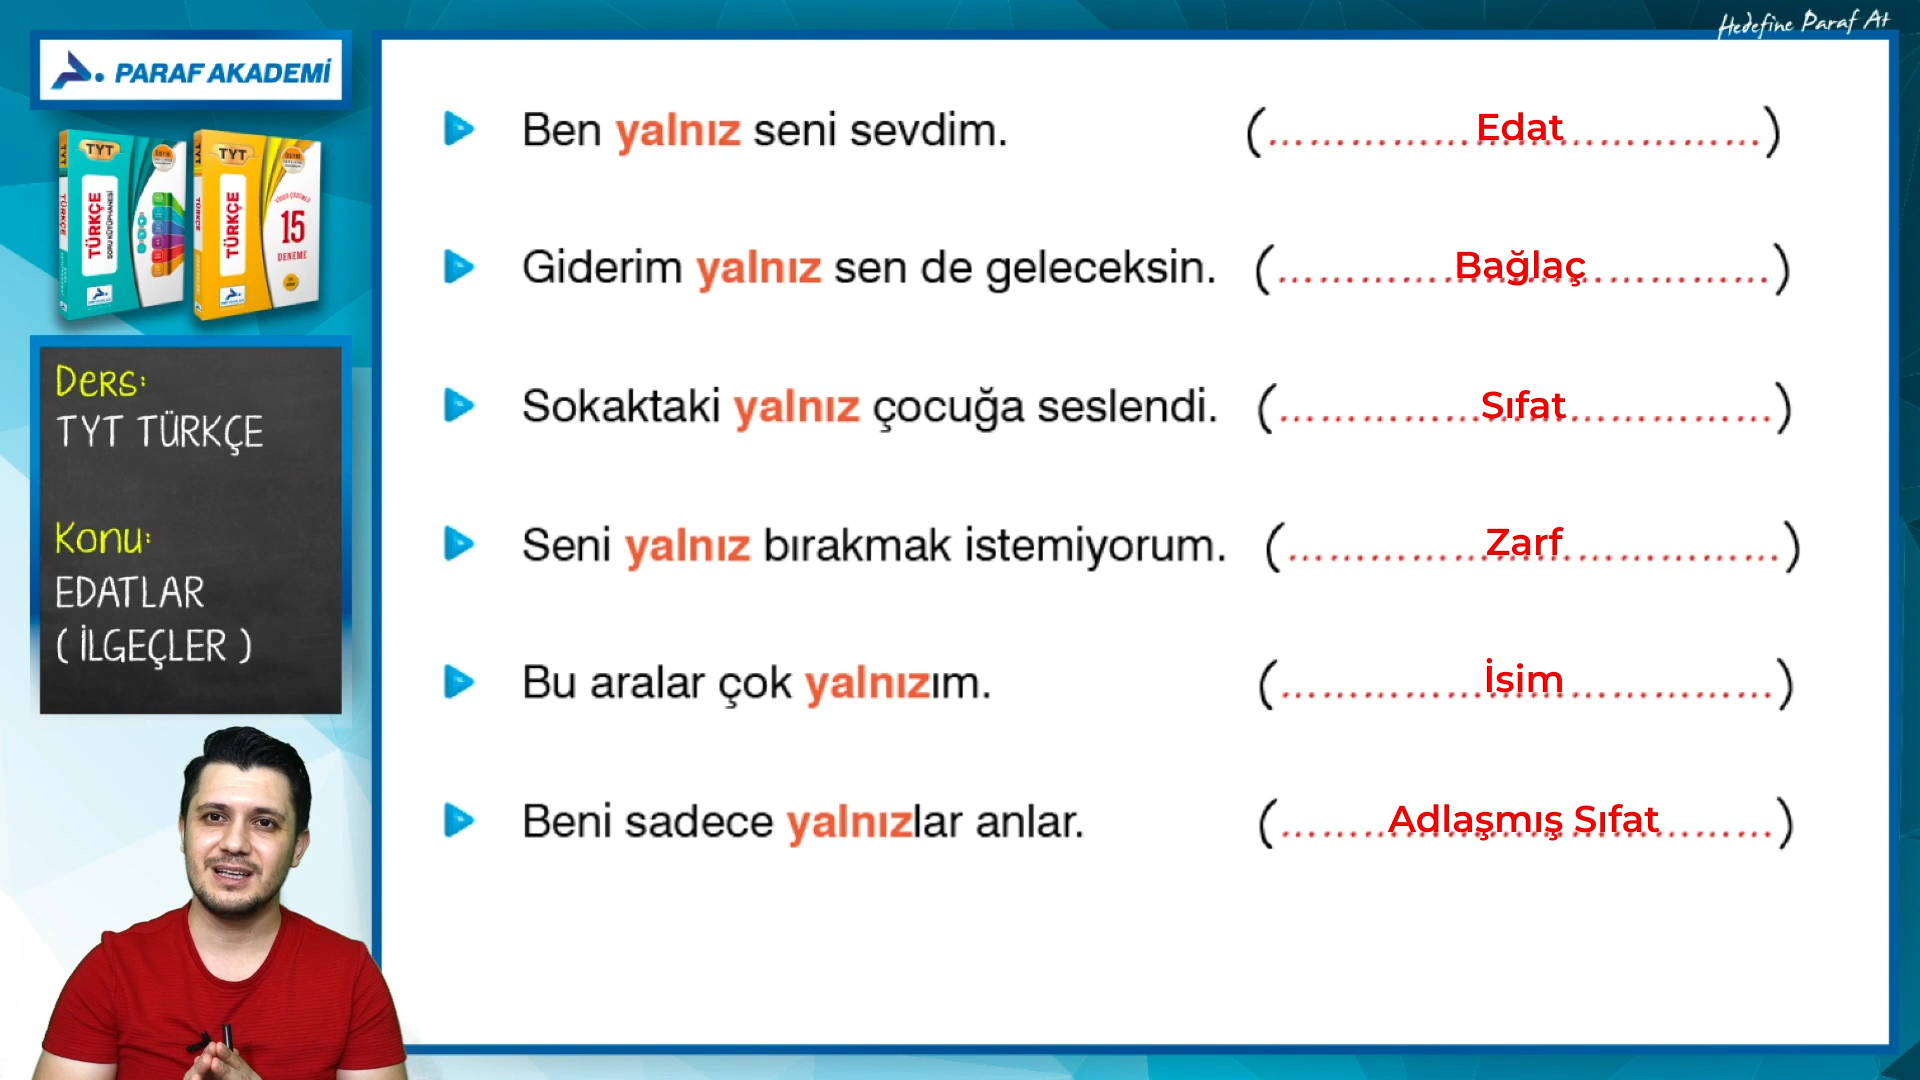 Hedefine Paraf At
PARAF AKADEMİ
TYT
TÜRKÇE
SORU KÜTÜPHANESİ
TYT
TÜRKÇE
15
DENEME
Ders:
TYT TÜRKÇE
Konu:
EDATLAR
( İLGEÇLER )
Ben yalnız seni sevdim. (....................Edat....................)
Giderim yalnız sen de geleceksin. (....................Bağlaç....................)
Sokaktaki yalnız çocuğa seslendi. (....................Sıfat....................)
Seni yalnız bırakmak istemiyorum. (....................Zarf....................)
Bu aralar çok yalnızım. (....................İsim....................)
Beni sadece yalnızlar anlar. (..........Adlaşmış Sıfat..........)